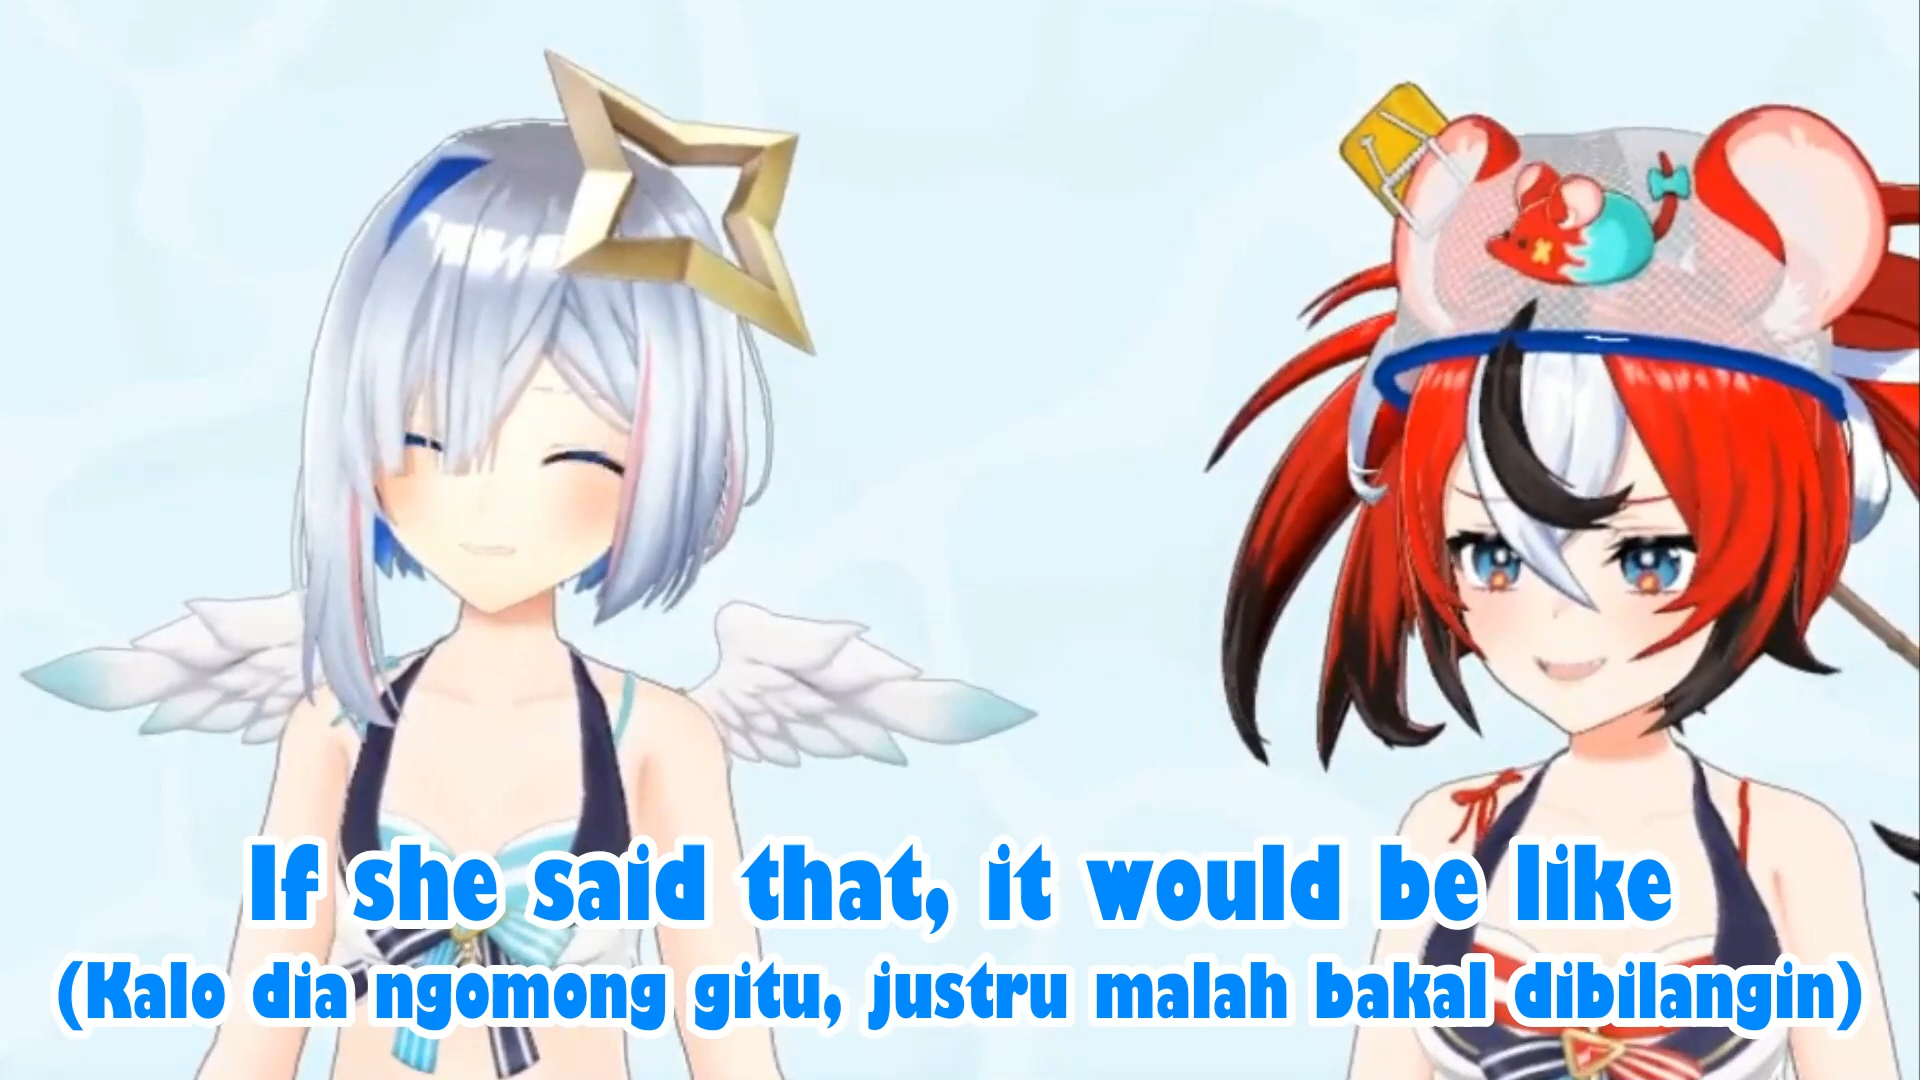 If she said that, it would be like
(Kalo dia ngomong gitu, justru malah bakal dibilangin)